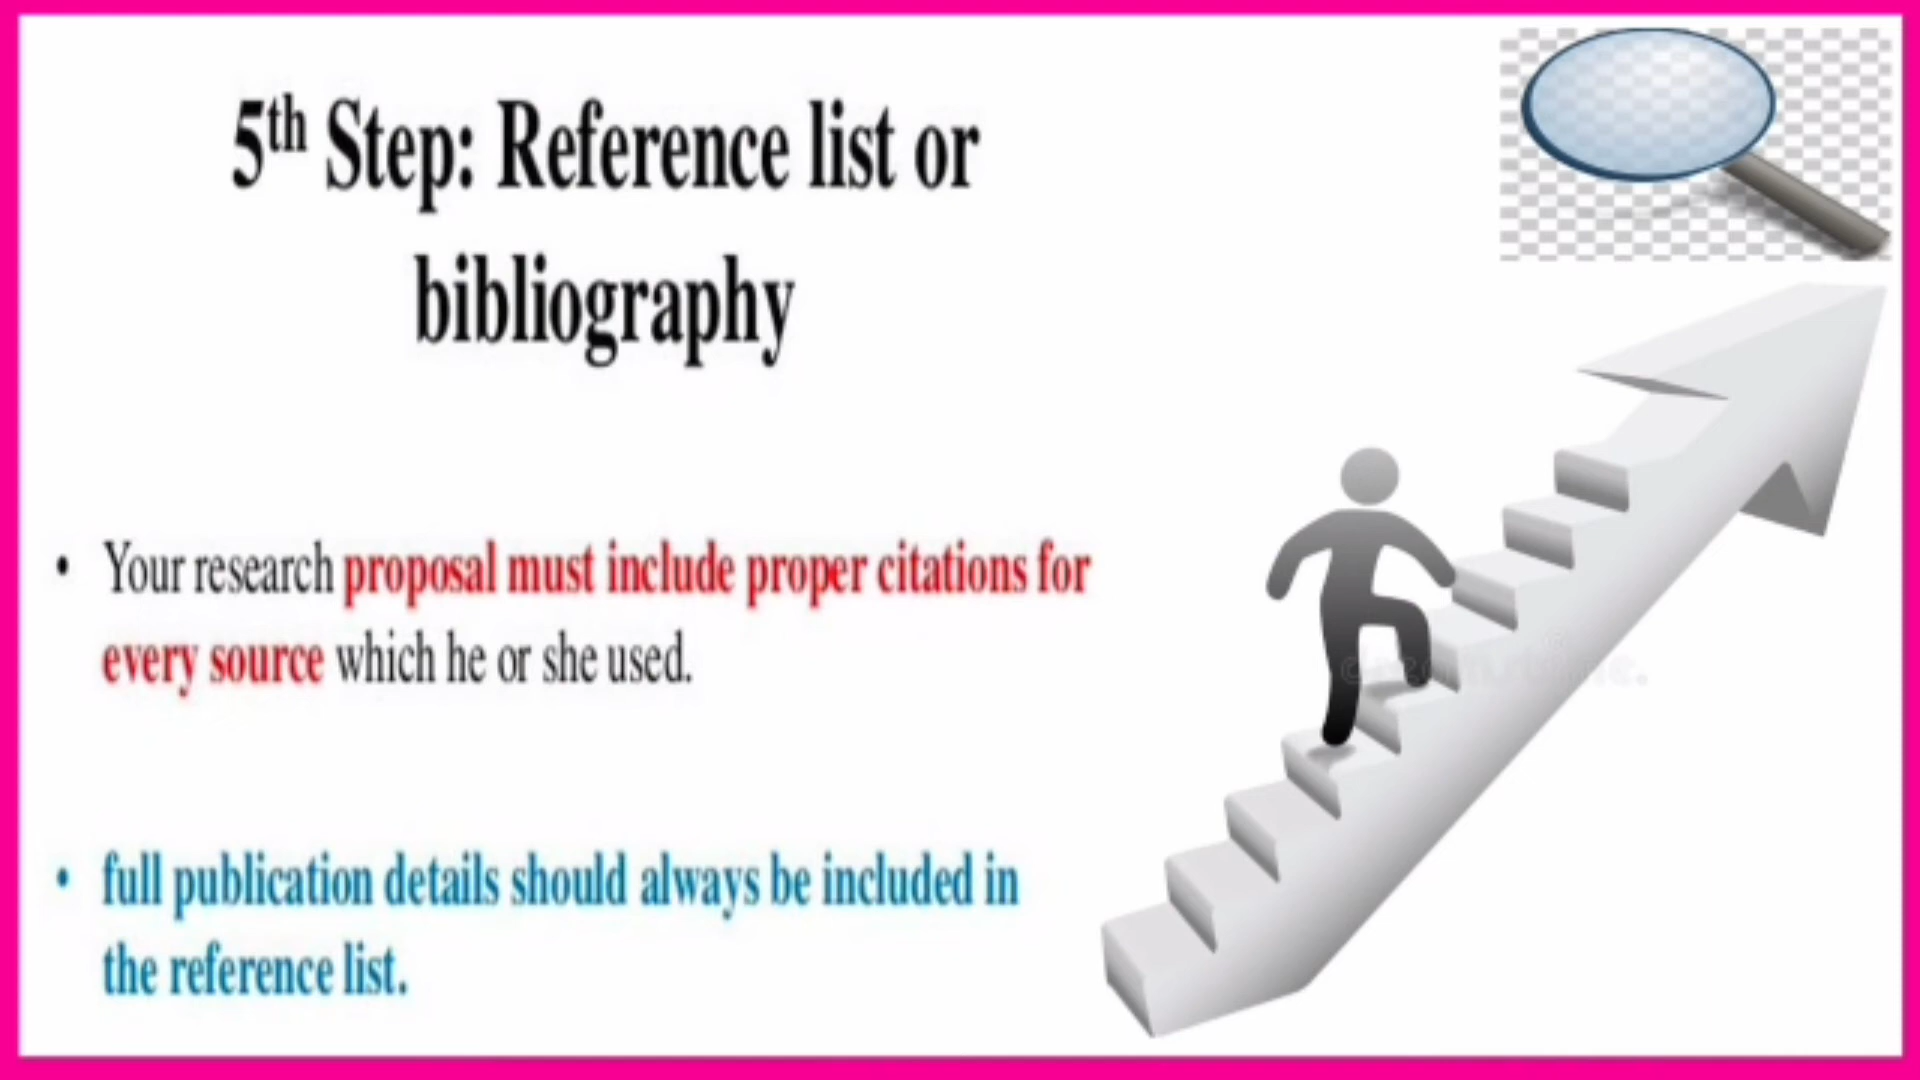 5th Step: Reference list or
bibliography
• Your research proposal must include proper citations for
every source which he or she used.
• full publication details should always be included in
the reference list.